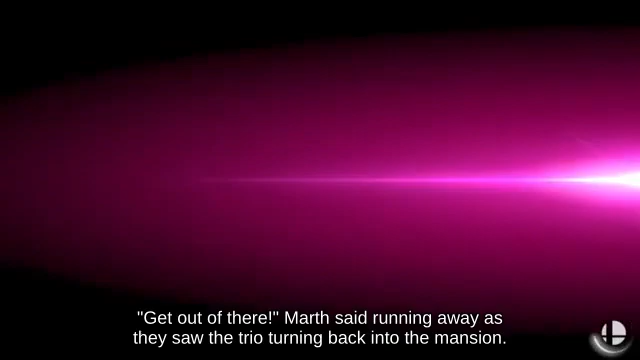 "Get out of there!" Marth said running away as
they saw the trio turning back into the mansion.